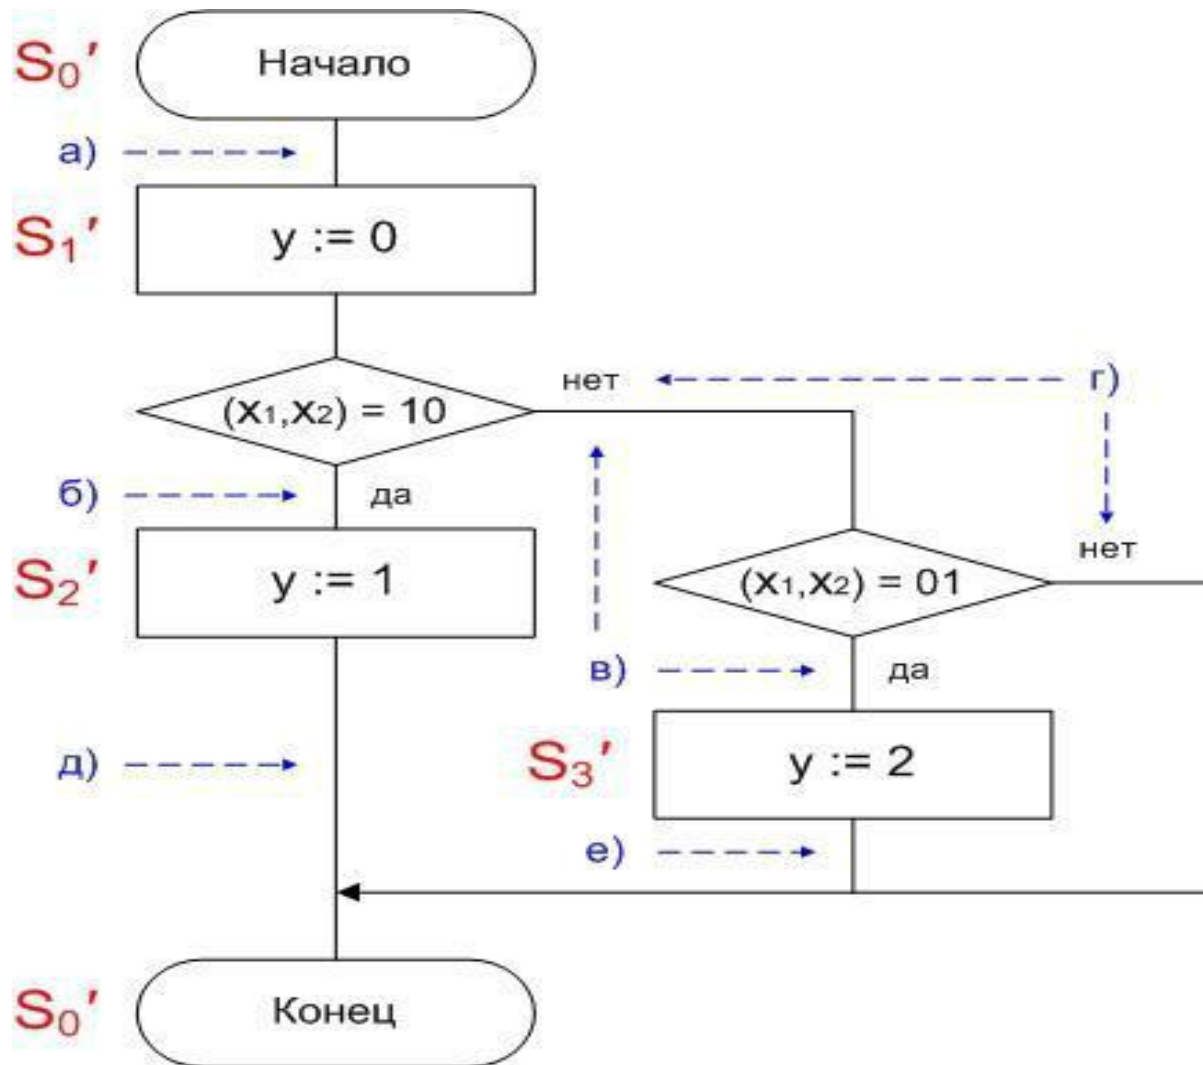 S₀′ Начало
а)
S₁′ y := 0
нет г)
(x₁,x₂) = 10
б) да
нет
S₂′ y := 1
(x₁,x₂) = 01
в) да
S₃′ y := 2
д)
е)
S₀′ Конец